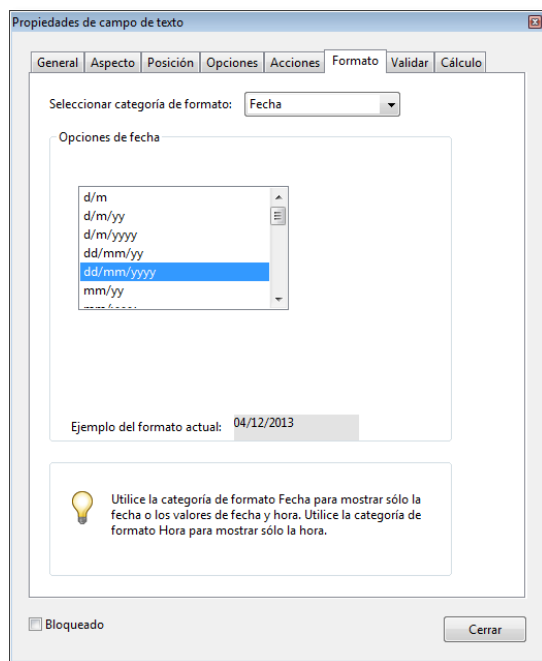 Propiedades de campo de texto
General Aspecto Posición Opciones Acciones Formato Validar Cálculo
Seleccionar categoría de formato: Fecha
Opciones de fecha
d/m
d/m/yy
d/m/yyyy
dd/mm/yy
dd/mm/yyyy
mm/yy
Ejemplo del formato actual: 04/12/2013
Utilice la categoría de formato Fecha para mostrar sólo la
fecha o los valores de fecha y hora. Utilice la categoría de
formato Hora para mostrar sólo la hora.
Bloqueado
Cerrar